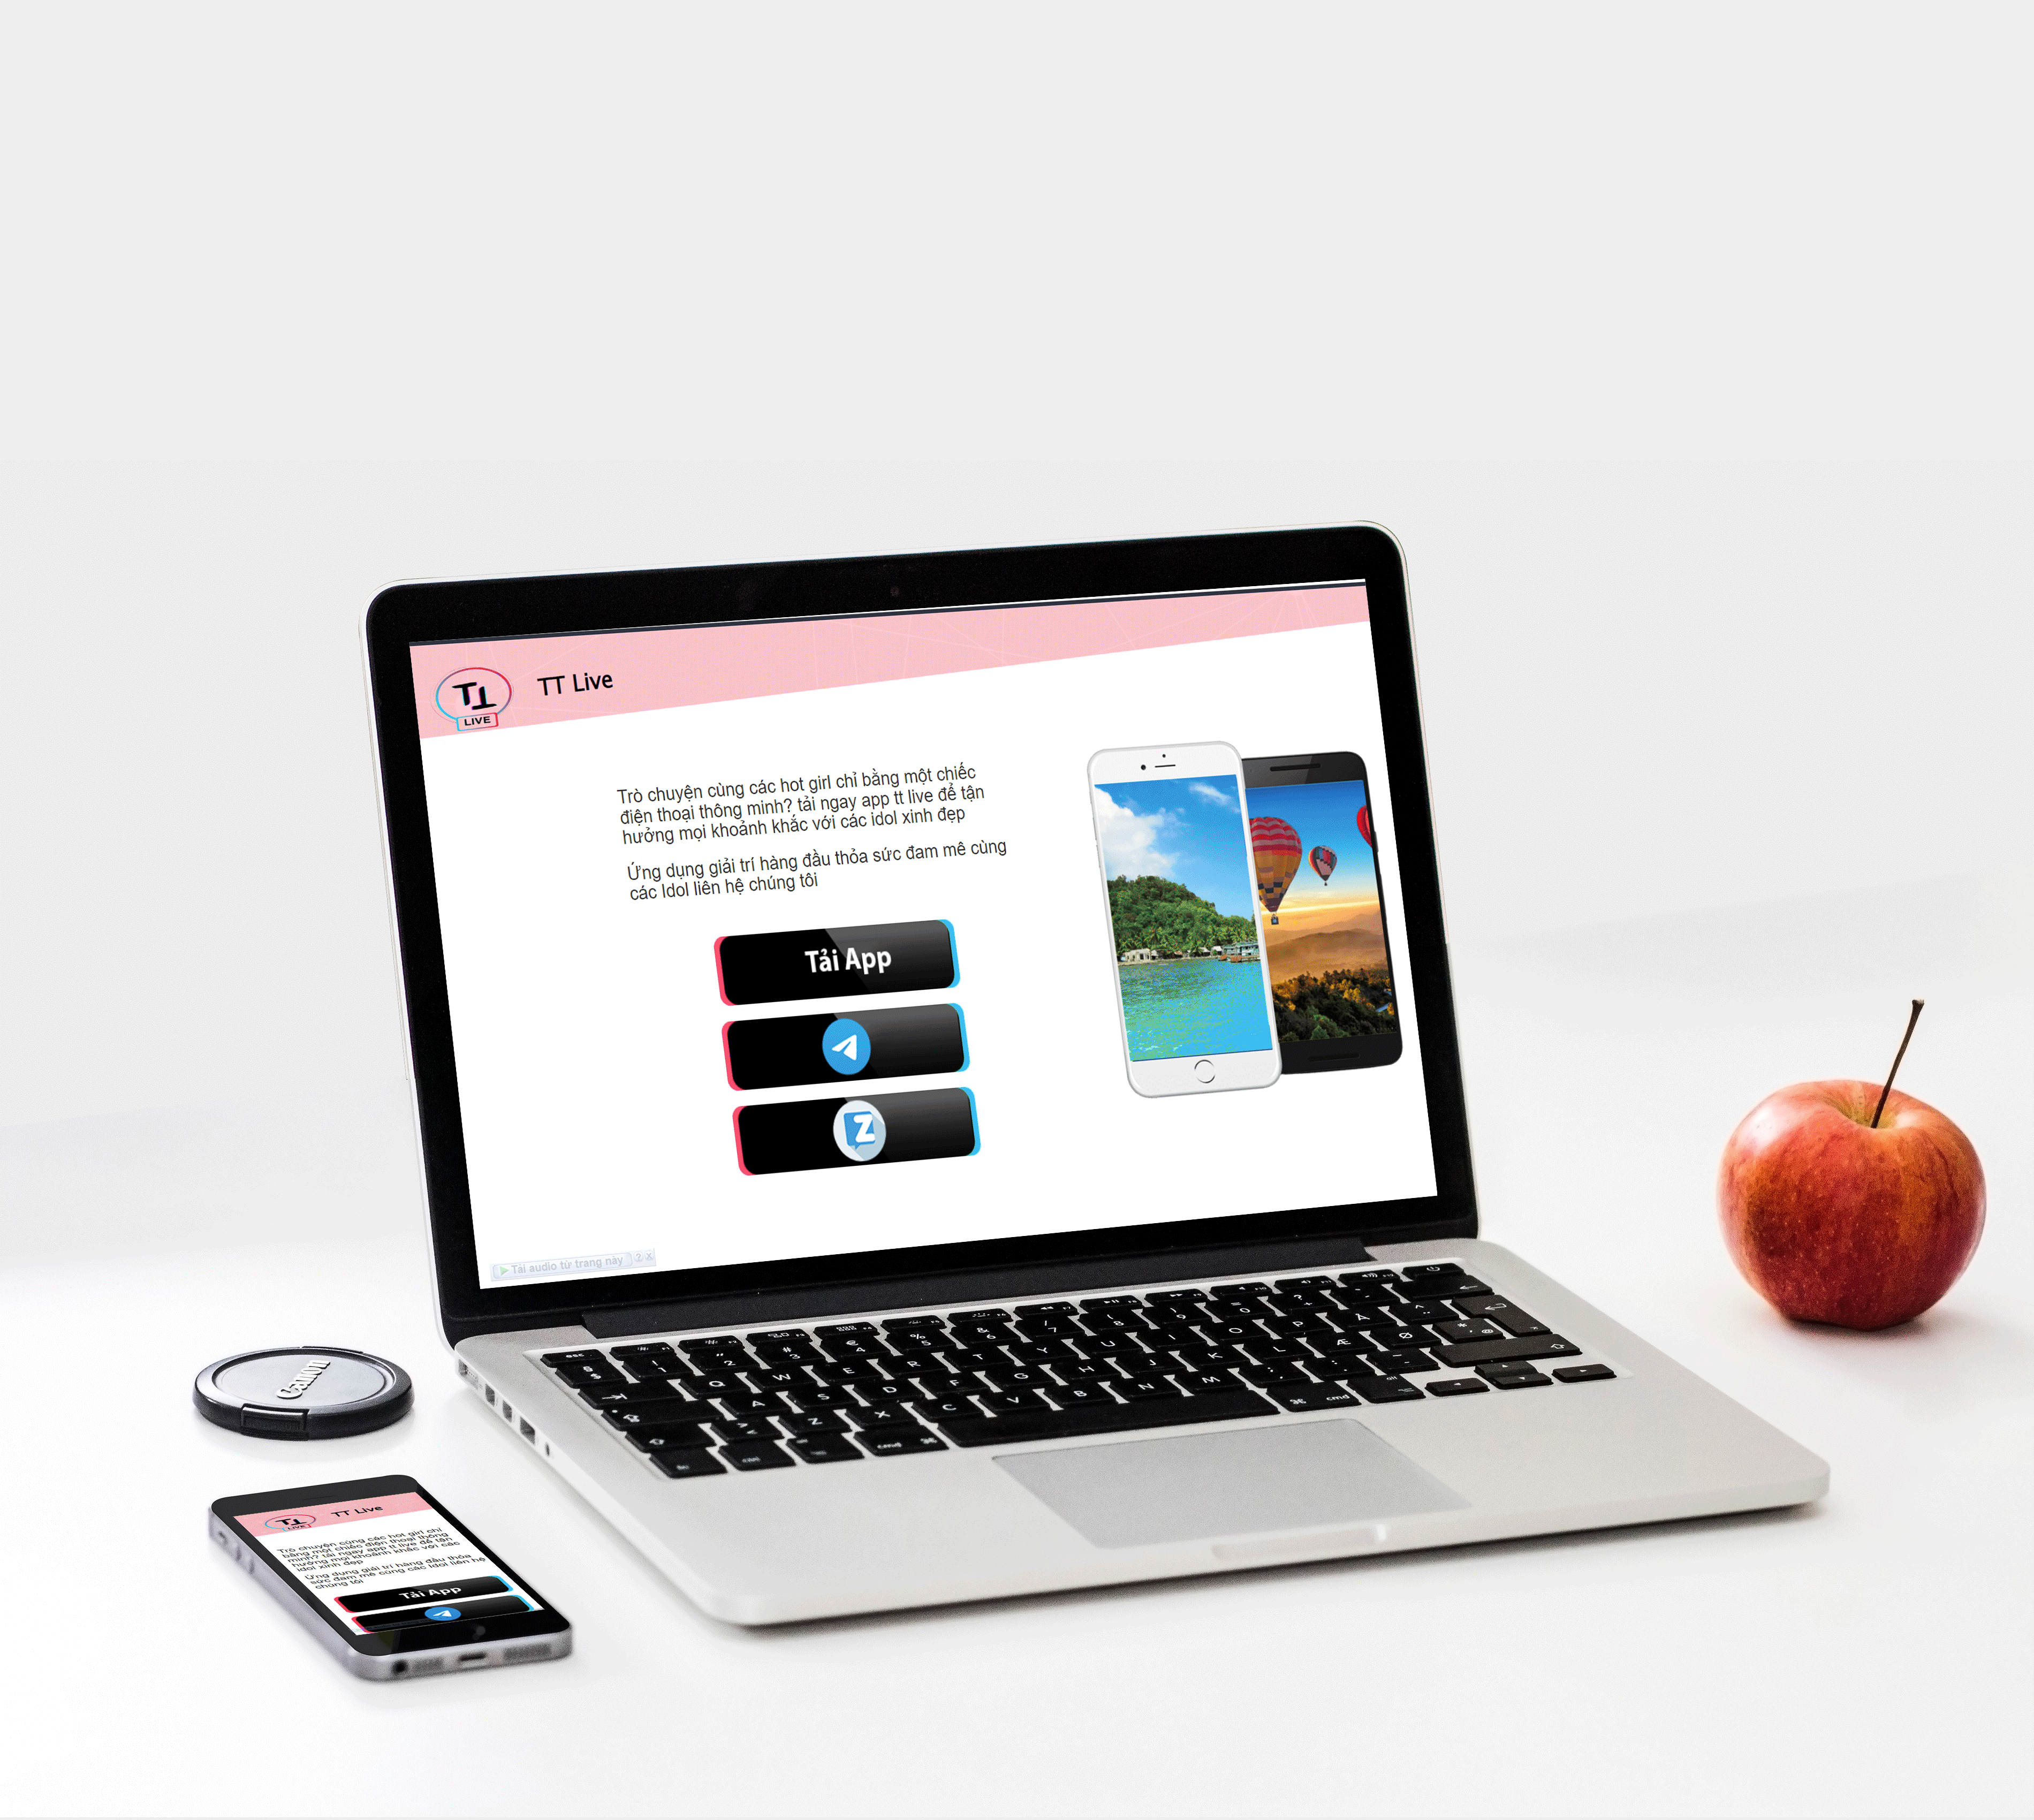 TT
LIVE
TT Live
Trò chuyện cùng các hot girl chỉ bằng một chiếc
điện thoại thông minh? tải ngay app tt live để tận
hưởng mọi khoảnh khắc với các idol xinh đẹp
Ứng dụng giải trí hàng đầu thỏa sức đam mê cùng
các Idol liên hệ chúng tôi
Tải App
Z
Tải audio từ trang này ? x
Canon
esc
Q W E R T Y U I O P Å
A S D F G H J K L Æ Ø
Z X C V B N M
cmd
cmd
TT
LIVE
TT Live
Trò chuyện cùng các hot girl chỉ
bằng một chiếc điện thoại thông
minh? tải ngay app tt live để tận
hưởng mọi khoảnh khắc với các
idol xinh đẹp
Ứng dụng giải trí hàng đầu thỏa
sức đam mê cùng các Idol liên hệ
chúng tôi
Tải App